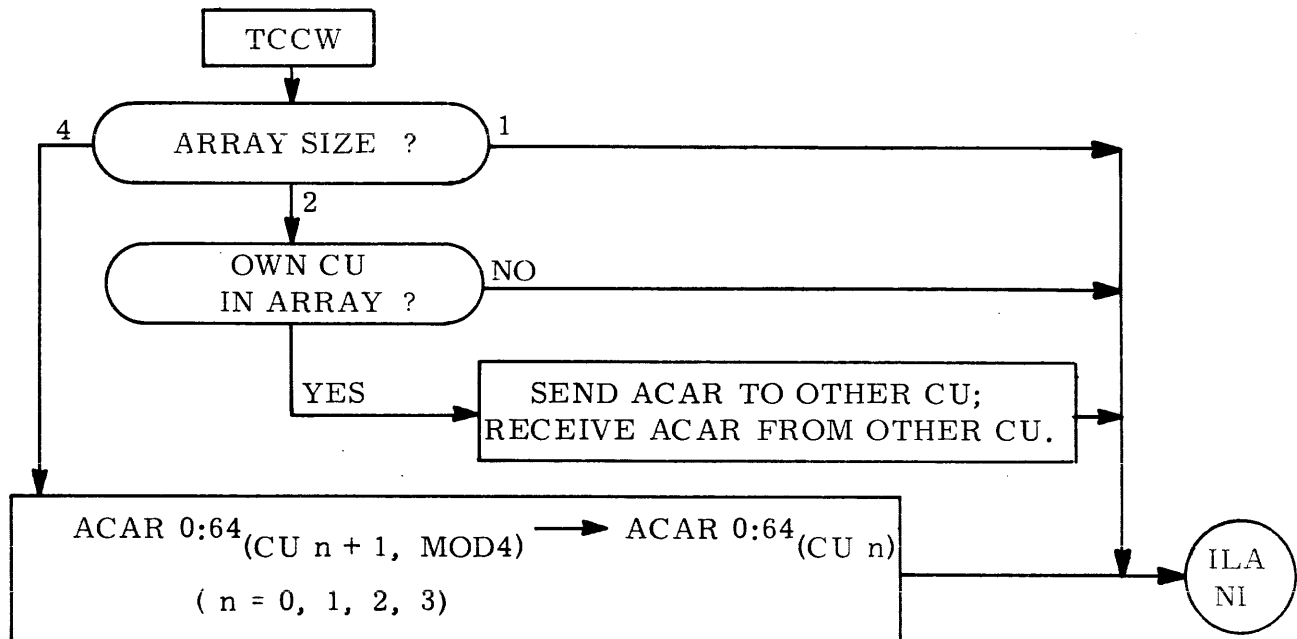 TCCW
ARRAY SIZE ?
4
1
2
OWN CU
IN ARRAY ?
NO
YES
SEND ACAR TO OTHER CU;
RECEIVE ACAR FROM OTHER CU.
ACAR 0:64(CU n + 1, MOD4) → ACAR 0:64(CU n)
( n = 0, 1, 2, 3)
ILA
NI